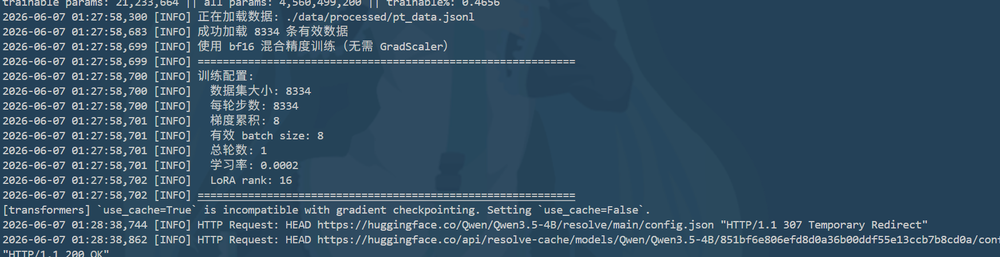 trainable params: 21,233,664 || all params: 4,560,499,200 || trainable%: 0.4656
2026-06-07 01:27:58,300 [INFO] 正在加载数据: ./data/processed/pt_data.jsonl
2026-06-07 01:27:58,683 [INFO] 成功加载 8334 条有效数据
2026-06-07 01:27:58,699 [INFO] 使用 bf16 混合精度训练（无需 GradScaler）
2026-06-07 01:27:58,699 [INFO] ============================================================
2026-06-07 01:27:58,700 [INFO] 训练配置:
2026-06-07 01:27:58,700 [INFO]   数据集大小: 8334
2026-06-07 01:27:58,700 [INFO]   每轮步数: 8334
2026-06-07 01:27:58,701 [INFO]   梯度累积: 8
2026-06-07 01:27:58,701 [INFO]   有效 batch size: 8
2026-06-07 01:27:58,701 [INFO]   总轮数: 1
2026-06-07 01:27:58,701 [INFO]   学习率: 0.0002
2026-06-07 01:27:58,702 [INFO]   LoRA rank: 16
2026-06-07 01:27:58,702 [INFO] ============================================================
[transformers] `use_cache=True` is incompatible with gradient checkpointing. Setting `use_cache=False`.
2026-06-07 01:28:38,744 [INFO] HTTP Request: HEAD https://huggingface.co/Qwen/Qwen3.5-4B/resolve/main/config.json "HTTP/1.1 307 Temporary Redirect"
2026-06-07 01:28:38,862 [INFO] HTTP Request: HEAD https://huggingface.co/api/resolve-cache/models/Qwen/Qwen3.5-4B/851bf6e806efd8d0a36b00ddf55e13ccb7b8cd0a/con
"HTTP/1.1 200 OK"